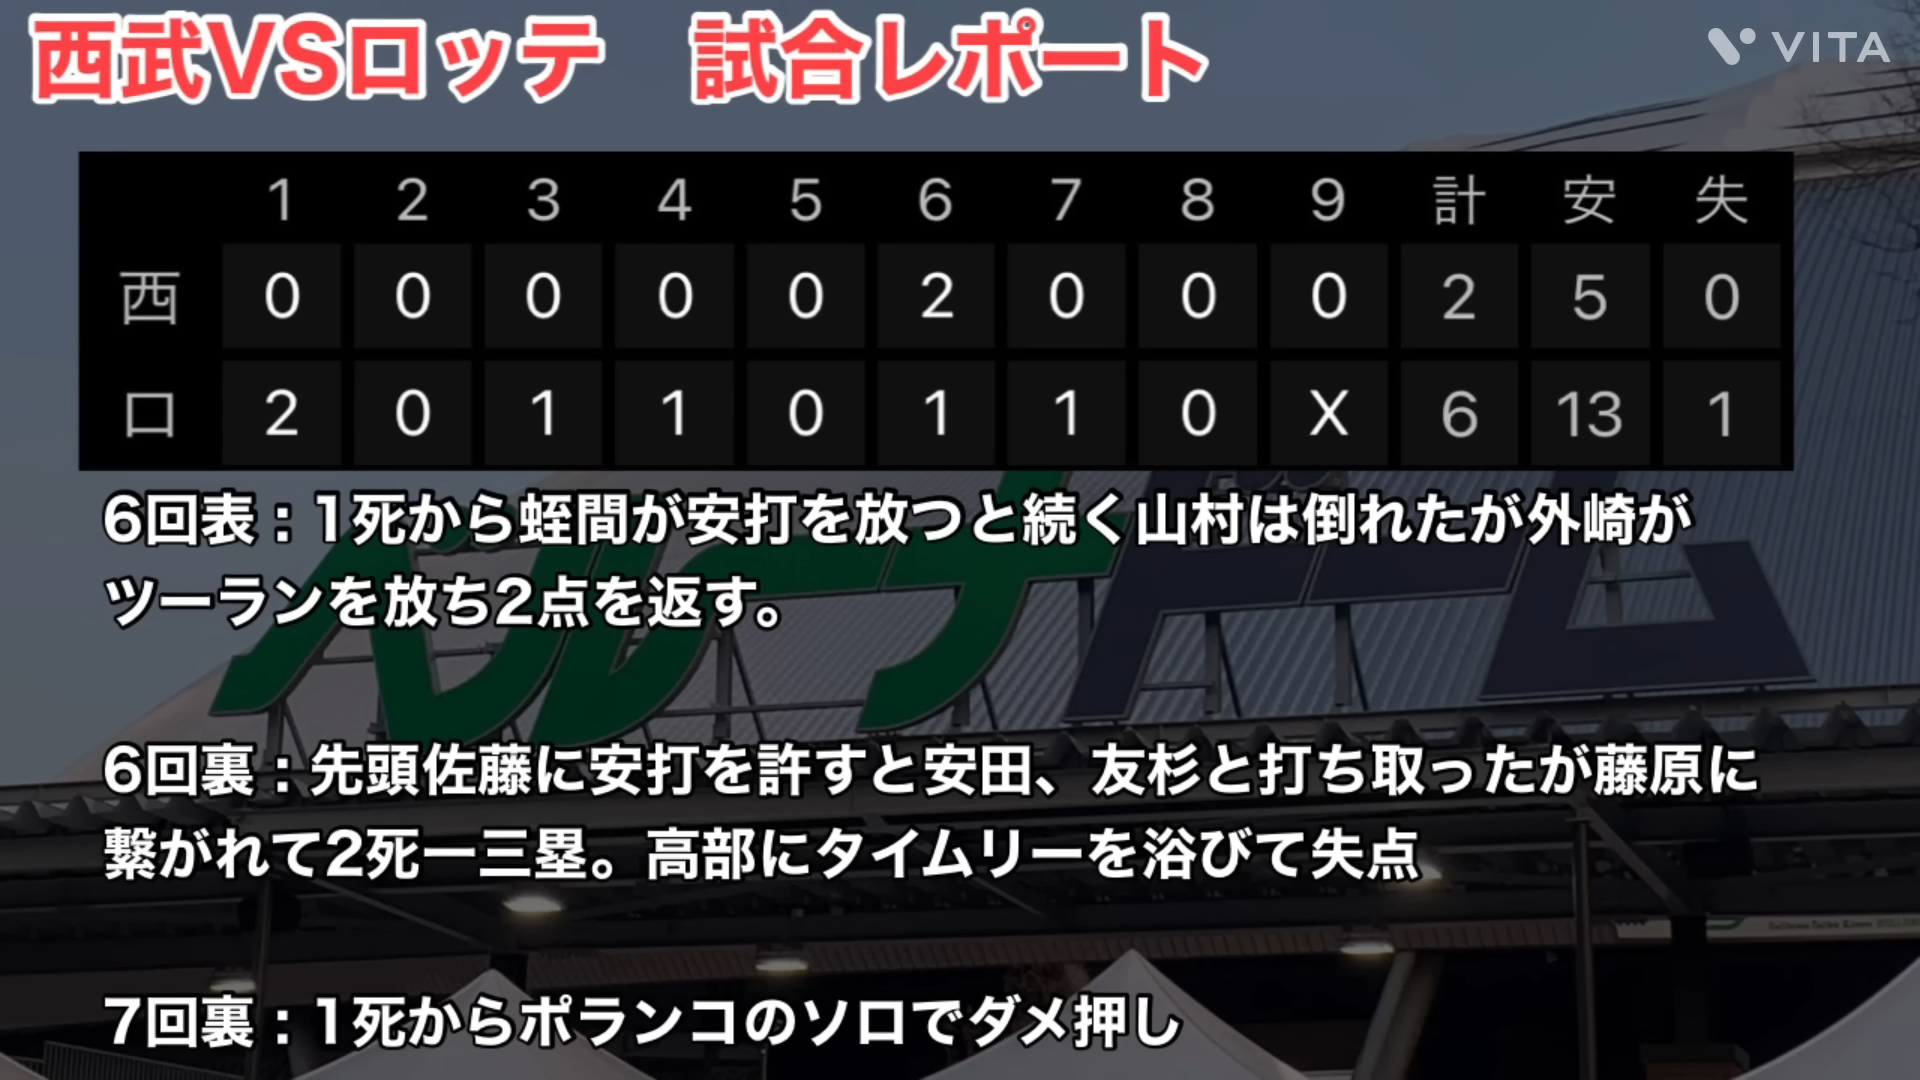 西武VSロッテ 試合レポート
VITA
1 2 3 4 5 6 7 8 9 計 安 失
西 0 0 0 0 0 2 0 0 0 2 5 0
ロ 2 0 1 1 0 1 1 0 X 6 13 1
6回表：1死から蛭間が安打を放つと続く山村は倒れたが外崎が
ツーランを放ち2点を返す。
ベルーナドーム
6回裏：先頭佐藤に安打を許すと安田、友杉と打ち取ったが藤原に
繋がれて2死一三塁。高部にタイムリーを浴びて失点
7回裏：1死からポランコのソロでダメ押し